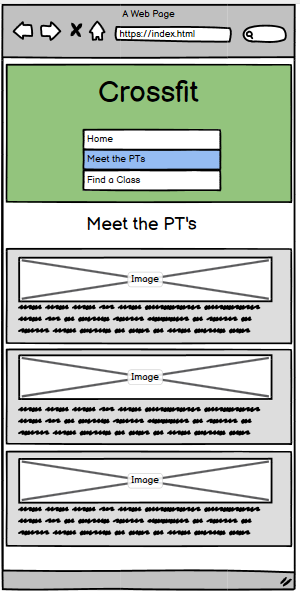 A Web Page
https://index.html
Crossfit
Home
Meet the PTs
Find a Class
Meet the PT's
Image
Image
Image